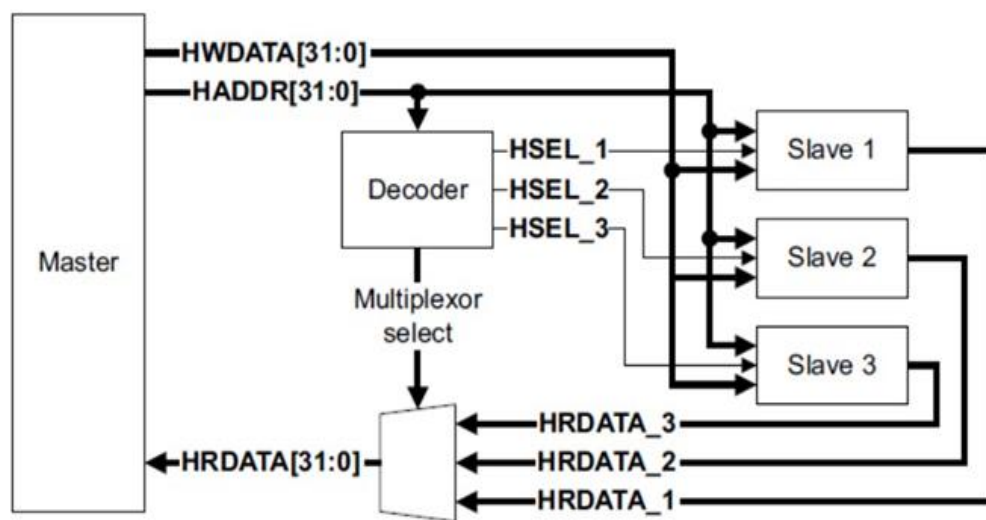 HWDATA[31:0]
HADDR[31:0]
HSEL_1
Slave 1
Decoder
HSEL_2
HSEL_3
Master
Slave 2
Multiplexor
select
Slave 3
HRDATA_3
HRDATA[31:0]
HRDATA_2
HRDATA_1